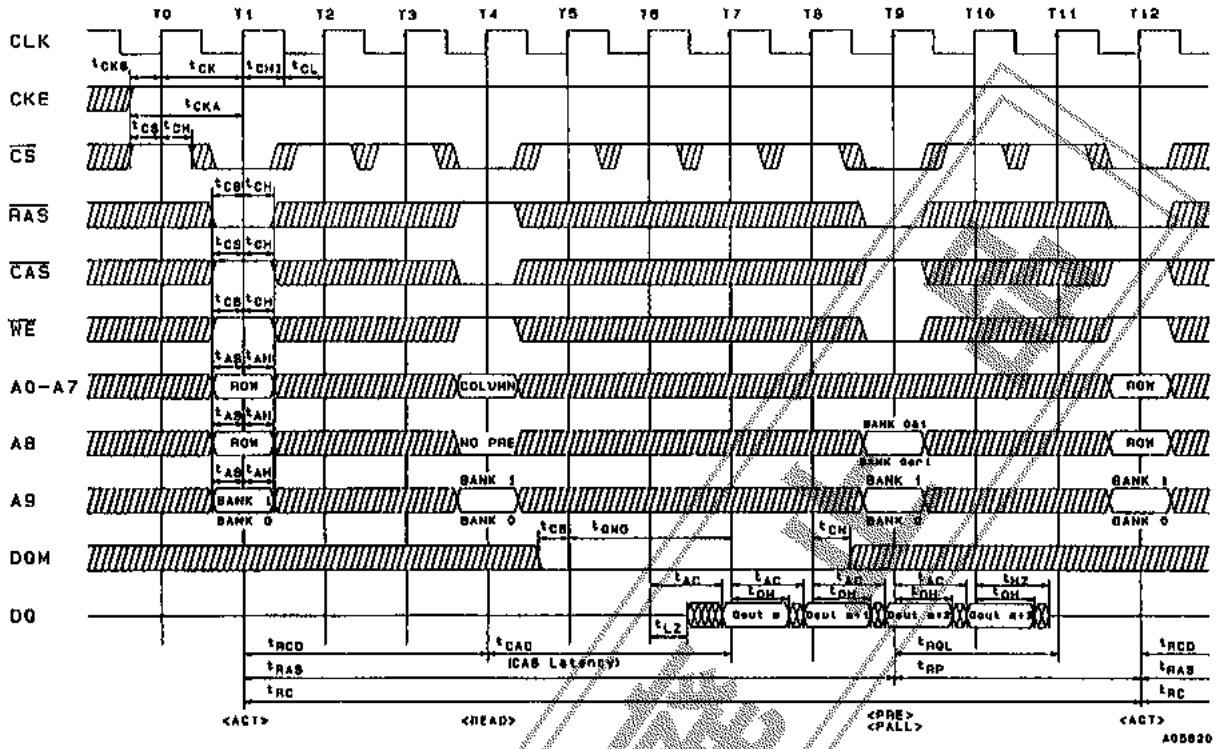 T0 T1 T2 T3 T4 T5 T6 T7 T8 T9 T10 T11 T12
CLK
tCKS tCK tCHI tCL
CKE
tCKA
tCS tCH
CS
tCS tCH
RAS
tCS tCH
CAS
tCS tCH
WE
tAS tAH
A0-A7 ROW COLUMN ROW
tAS tAH
BANK 0&1
A8 ROW NO PRE ROW
BANK 0or1
tAS tAH
BANK 1 BANK 1 BANK 1
A9 BANK 1
BANK 0 BANK 0 BANK 0 BANK 0
tCS tQMD tCH
DQM
tAC tAC tAC tAC tHZ
tOH tOH tOH tOH
DQ Dout m Dout m+1 Dout m+2 Dout m+3
tLZ
tRCD tCAC tRQL tRCD
(CAS Latency)
tRAS tRP tRAS
tRC tRC
<ACT> <READ> <PRE> <ACT>
<PALL>
A05820